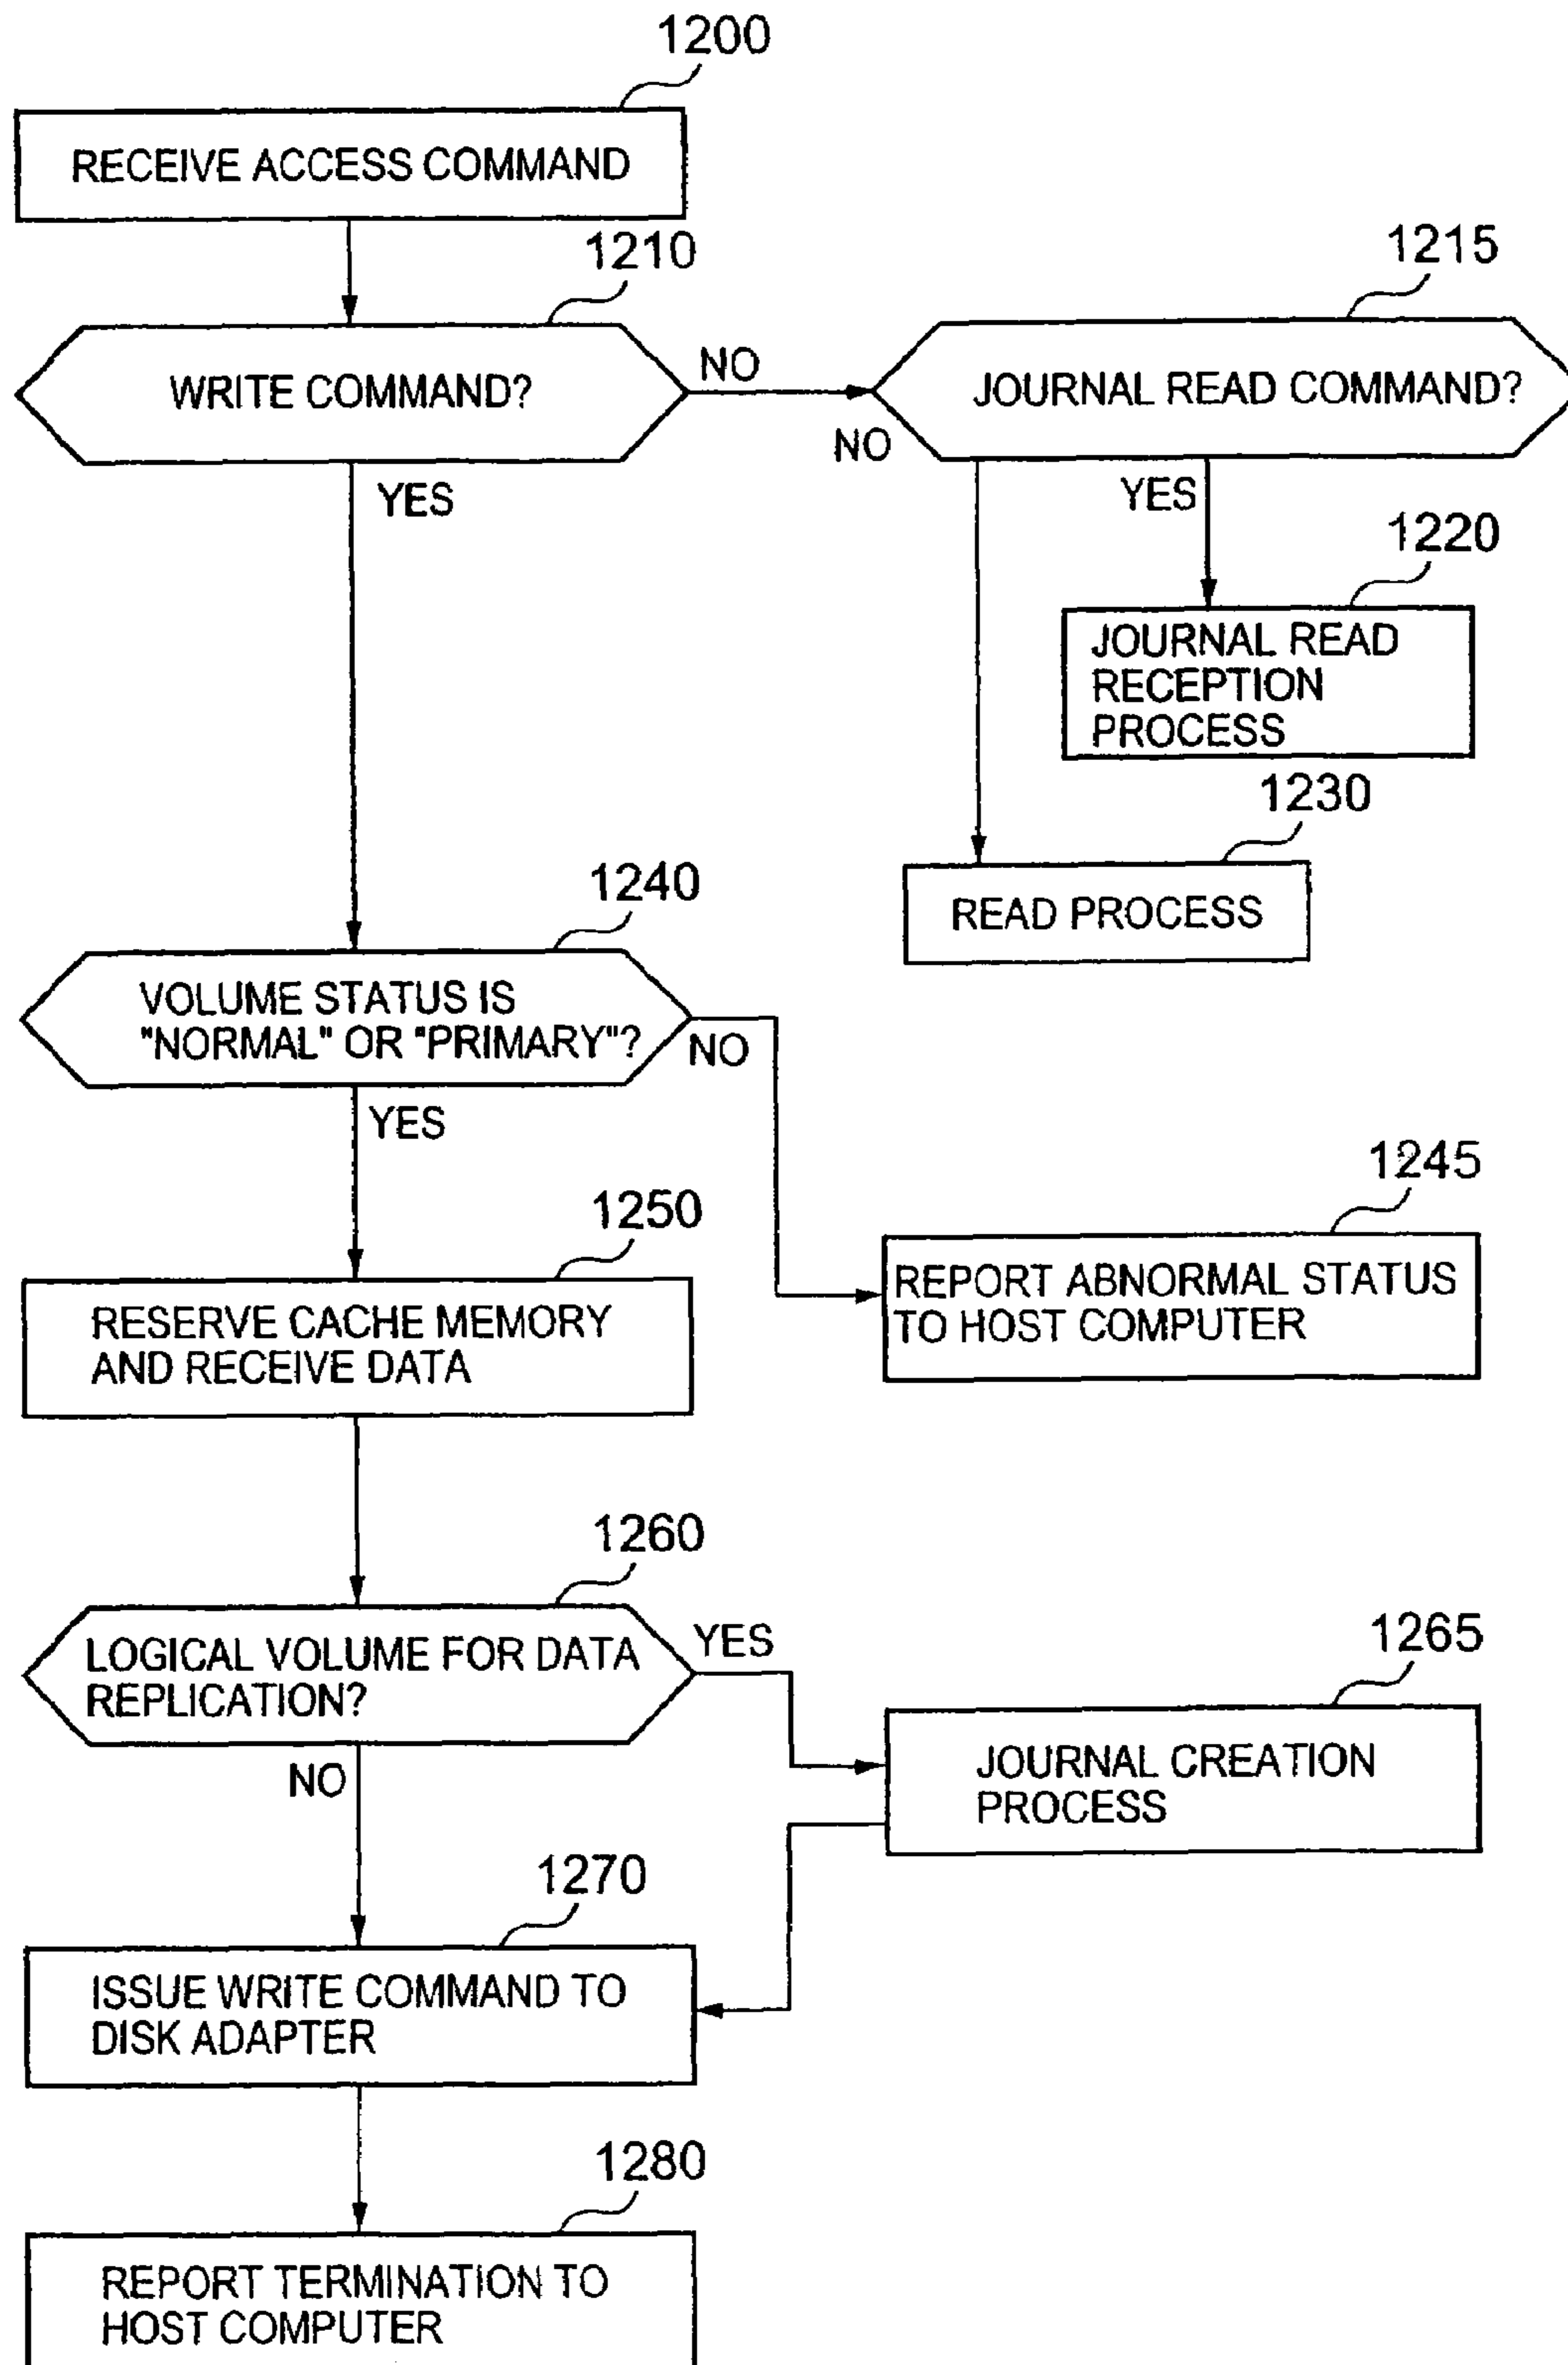 1200
RECEIVE ACCESS COMMAND
1210
WRITE COMMAND?
NO
1215
JOURNAL READ COMMAND?
NO
YES
YES
1220
JOURNAL READ
RECEPTION
PROCESS
1230
READ PROCESS
1240
VOLUME STATUS IS
"NORMAL" OR "PRIMARY"?
NO
YES
1245
REPORT ABNORMAL STATUS
TO HOST COMPUTER
1250
RESERVE CACHE MEMORY
AND RECEIVE DATA
1260
LOGICAL VOLUME FOR DATA
REPLICATION?
YES
NO
1265
JOURNAL CREATION
PROCESS
1270
ISSUE WRITE COMMAND TO
DISK ADAPTER
1280
REPORT TERMINATION TO
HOST COMPUTER